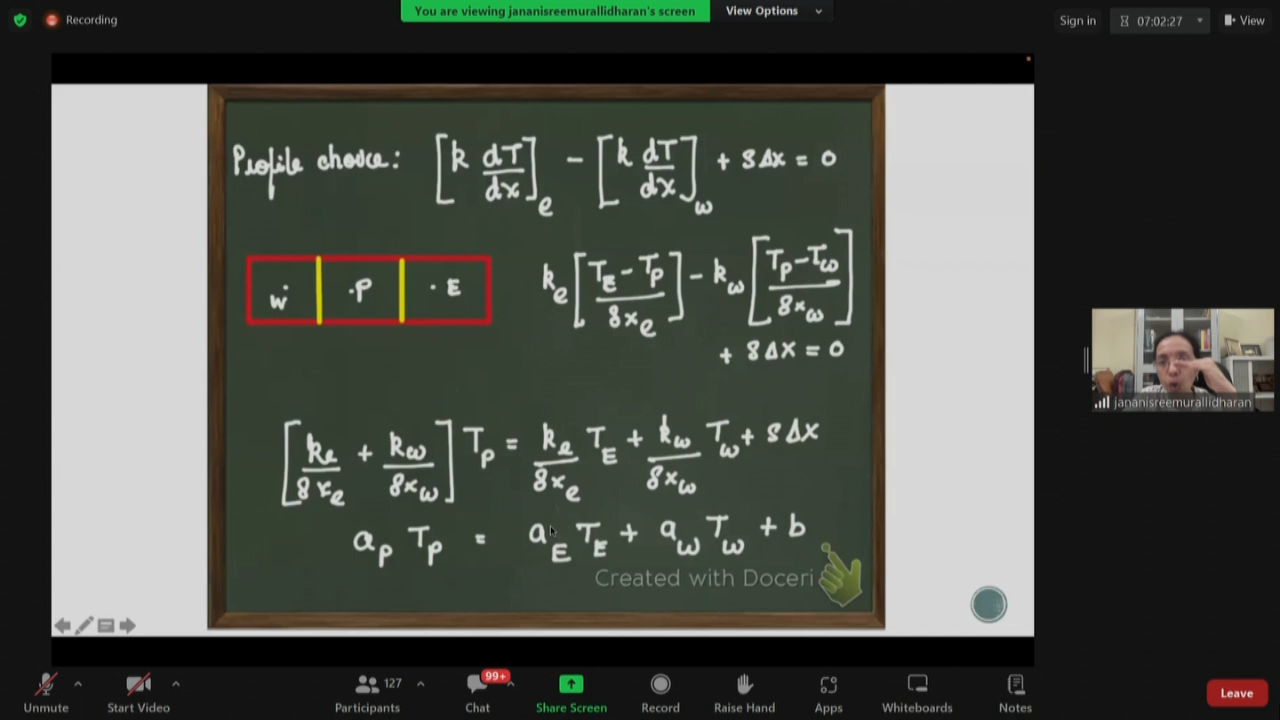 You are viewing jananisreemurallidharan's screen View Options
Recording
Sign in 07:02:27 View
Profile choice: [k dT/dx]e - [k dT/dx]w + SΔx = 0
W P E
ke[(TE - TP)/δxe] - kw[(TP - Tw)/δxw]
+ SΔx = 0
[ke/δxe + kw/δxw] TP = ke/δxe TE + kw/δxw Tw + SΔx
aP TP = aE TE + aw Tw + b
Created with Doceri
jananisreemurallidharan
127
99+
Unmute Start Video Participants Chat Share Screen Record Raise Hand Apps Whiteboards Notes Leave